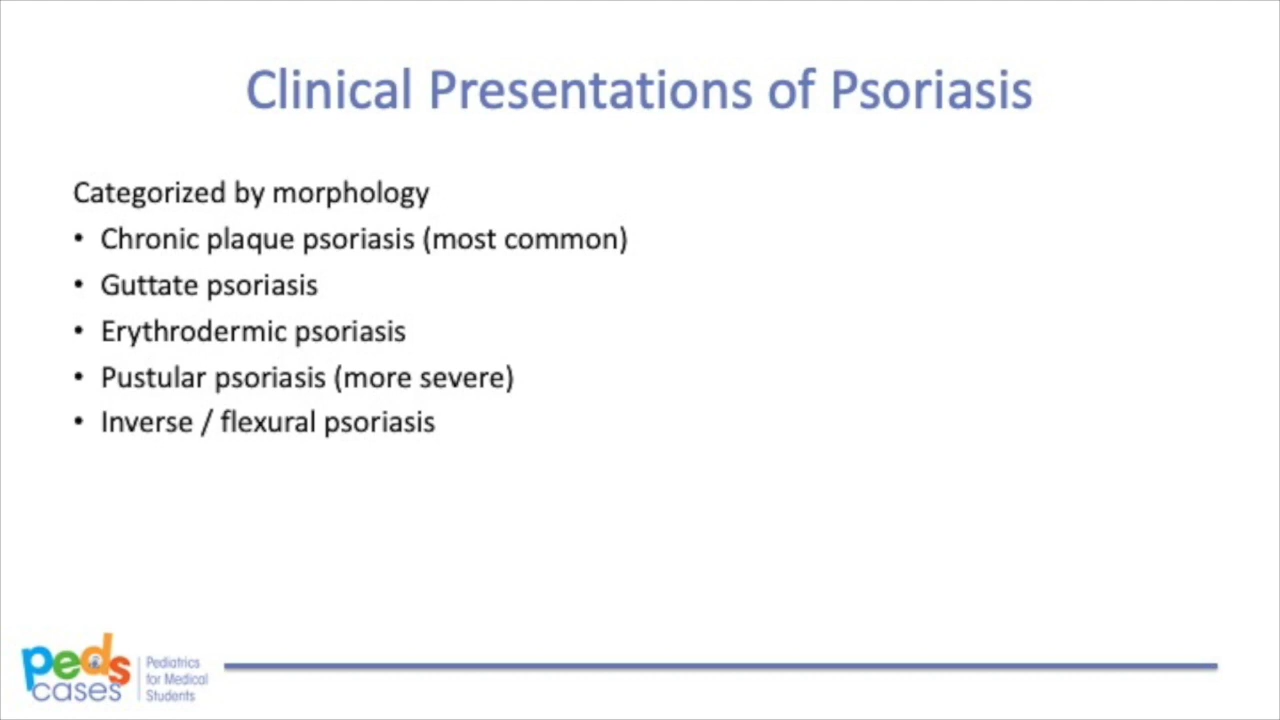 Clinical Presentations of Psoriasis
Categorized by morphology
• Chronic plaque psoriasis (most common)
• Guttate psoriasis
• Erythrodermic psoriasis
• Pustular psoriasis (more severe)
• Inverse / flexural psoriasis
peds
cases
Pediatrics
for Medical
Students